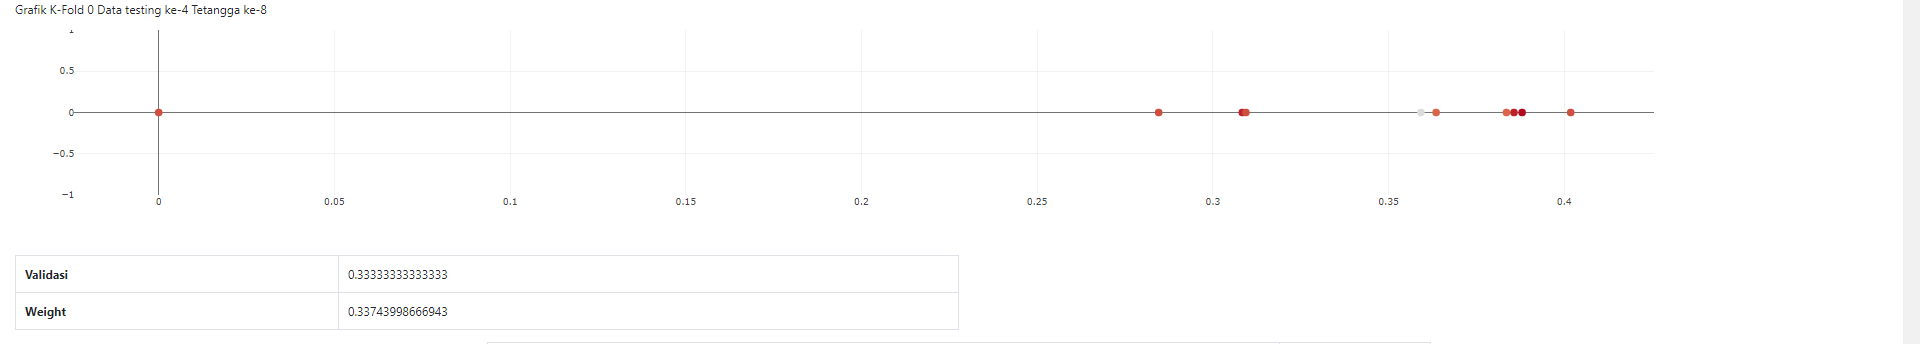 Grafik K-Fold 0 Data testing ke-4 Tetangga ke-8
1
0.5
0
−0.5
−1
0 0.05 0.1 0.15 0.2 0.25 0.3 0.35 0.4
Validasi 0.33333333333333
Weight 0.33743998666943